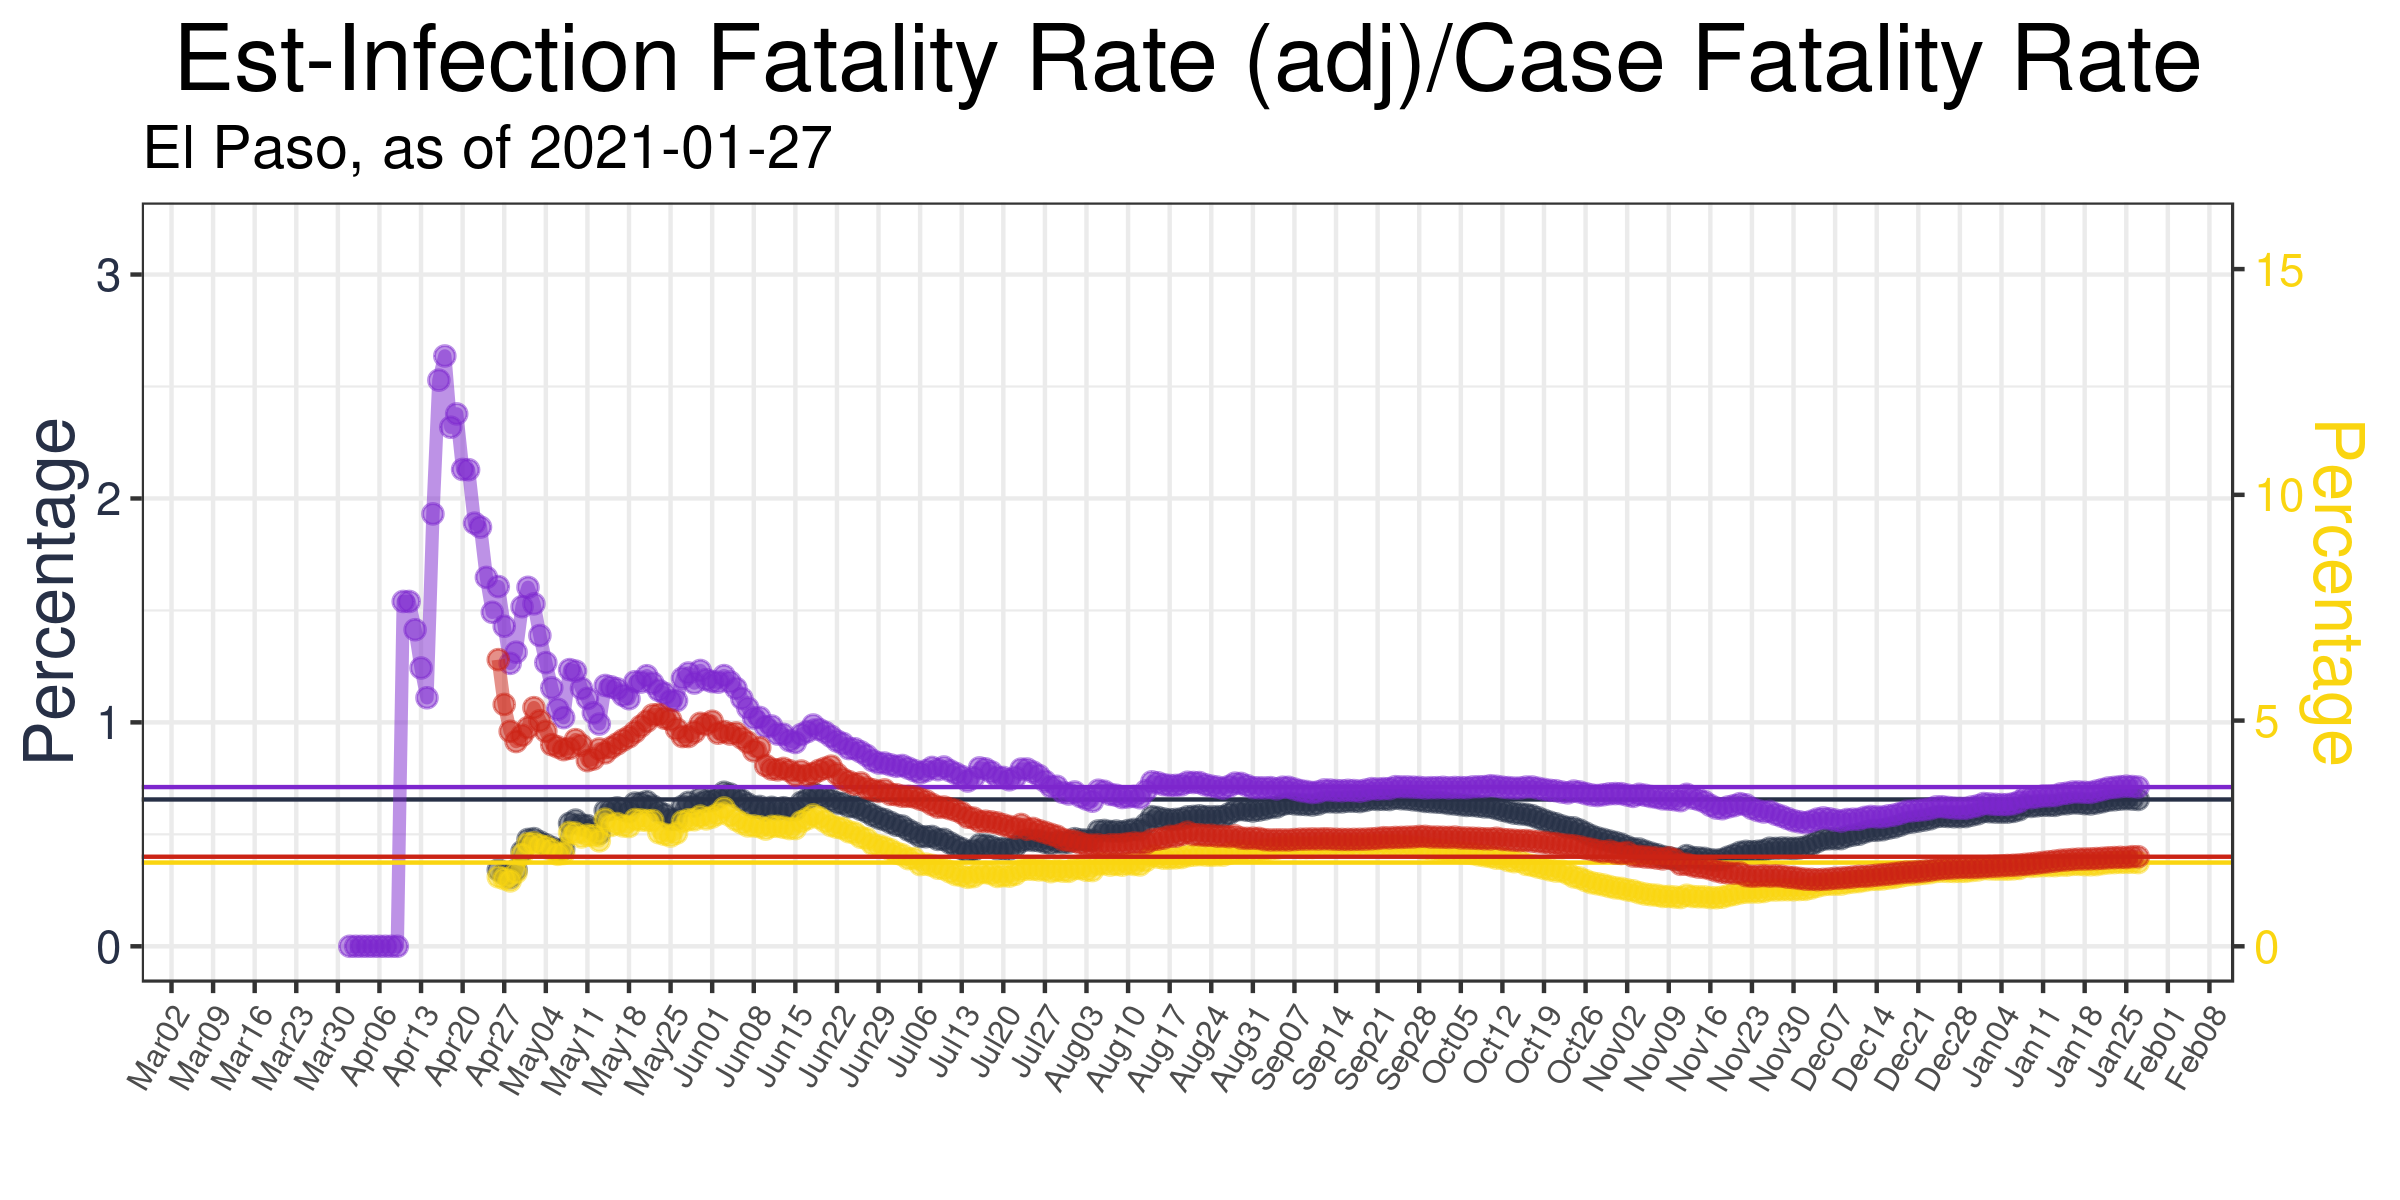 Est-Infection Fatality Rate (adj)/Case Fatality Rate
El Paso, as of 2021-01-27
Percentage
3
2
1
0
15
10
5
0
Percentage
Mar02
Mar09
Mar16
Mar23
Mar30
Apr06
Apr13
Apr20
Apr27
May04
May11
May18
May25
Jun01
Jun08
Jun15
Jun22
Jun29
Jul06
Jul13
Jul20
Jul27
Aug03
Aug10
Aug17
Aug24
Aug31
Sep07
Sep14
Sep21
Sep28
Oct05
Oct12
Oct19
Oct26
Nov02
Nov09
Nov16
Nov23
Nov30
Dec07
Dec14
Dec21
Dec28
Jan04
Jan11
Jan18
Jan25
Feb01
Feb08